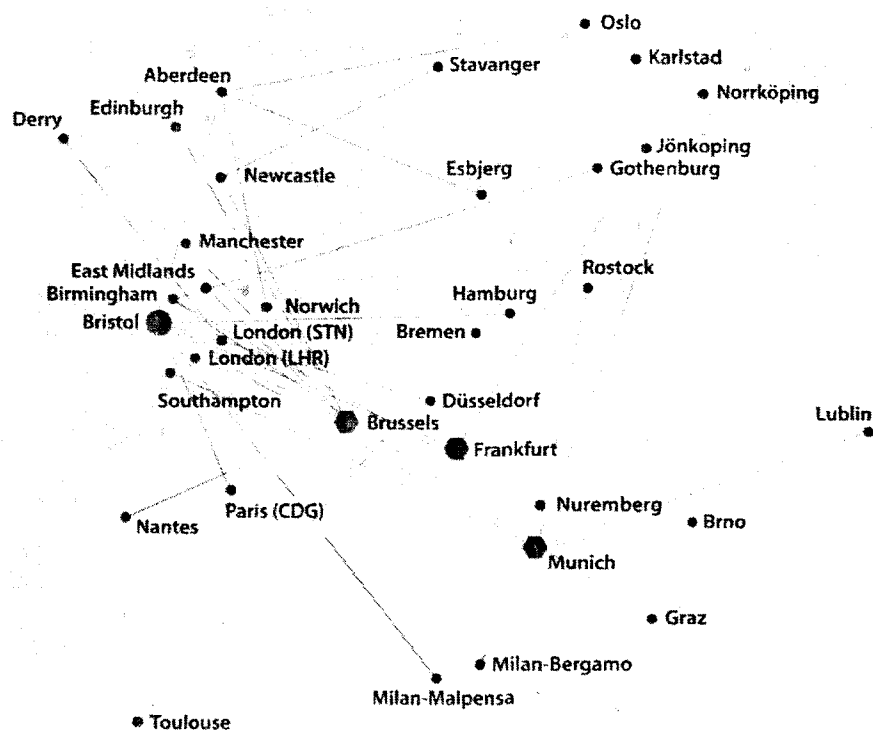 Oslo
Karlstad
Stavanger
Aberdeen
Norrköping
Edinburgh
Derry
Jönkoping
Newcastle
Esbjerg
Gothenburg
Manchester
East Midlands
Rostock
Birmingham
Hamburg
Norwich
Bristol
London (STN)
Bremen
London (LHR)
Southampton
Düsseldorf
Lublin
Brussels
Frankfurt
Nuremberg
Paris (CDG)
Brno
Nantes
Munich
Graz
Milan-Bergamo
Milan-Malpensa
Toulouse